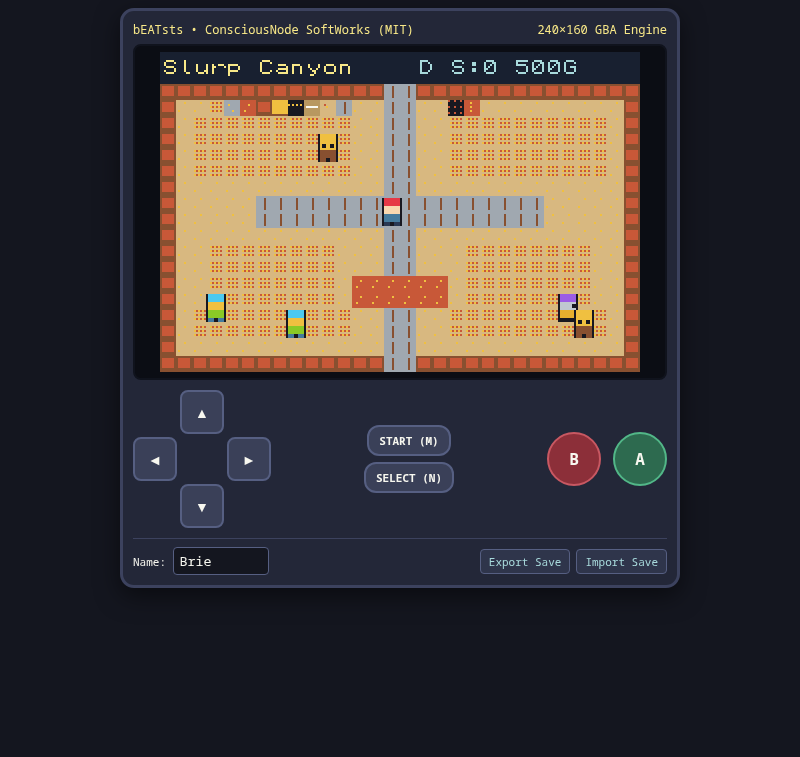 bEATsts • ConsciousNode SoftWorks (MIT)
240×160 GBA Engine
Slurp Canyon
D S:0 500G
▲
◄
►
▼
START (M)
SELECT (N)
B
A
Name: Brie
Export Save
Import Save